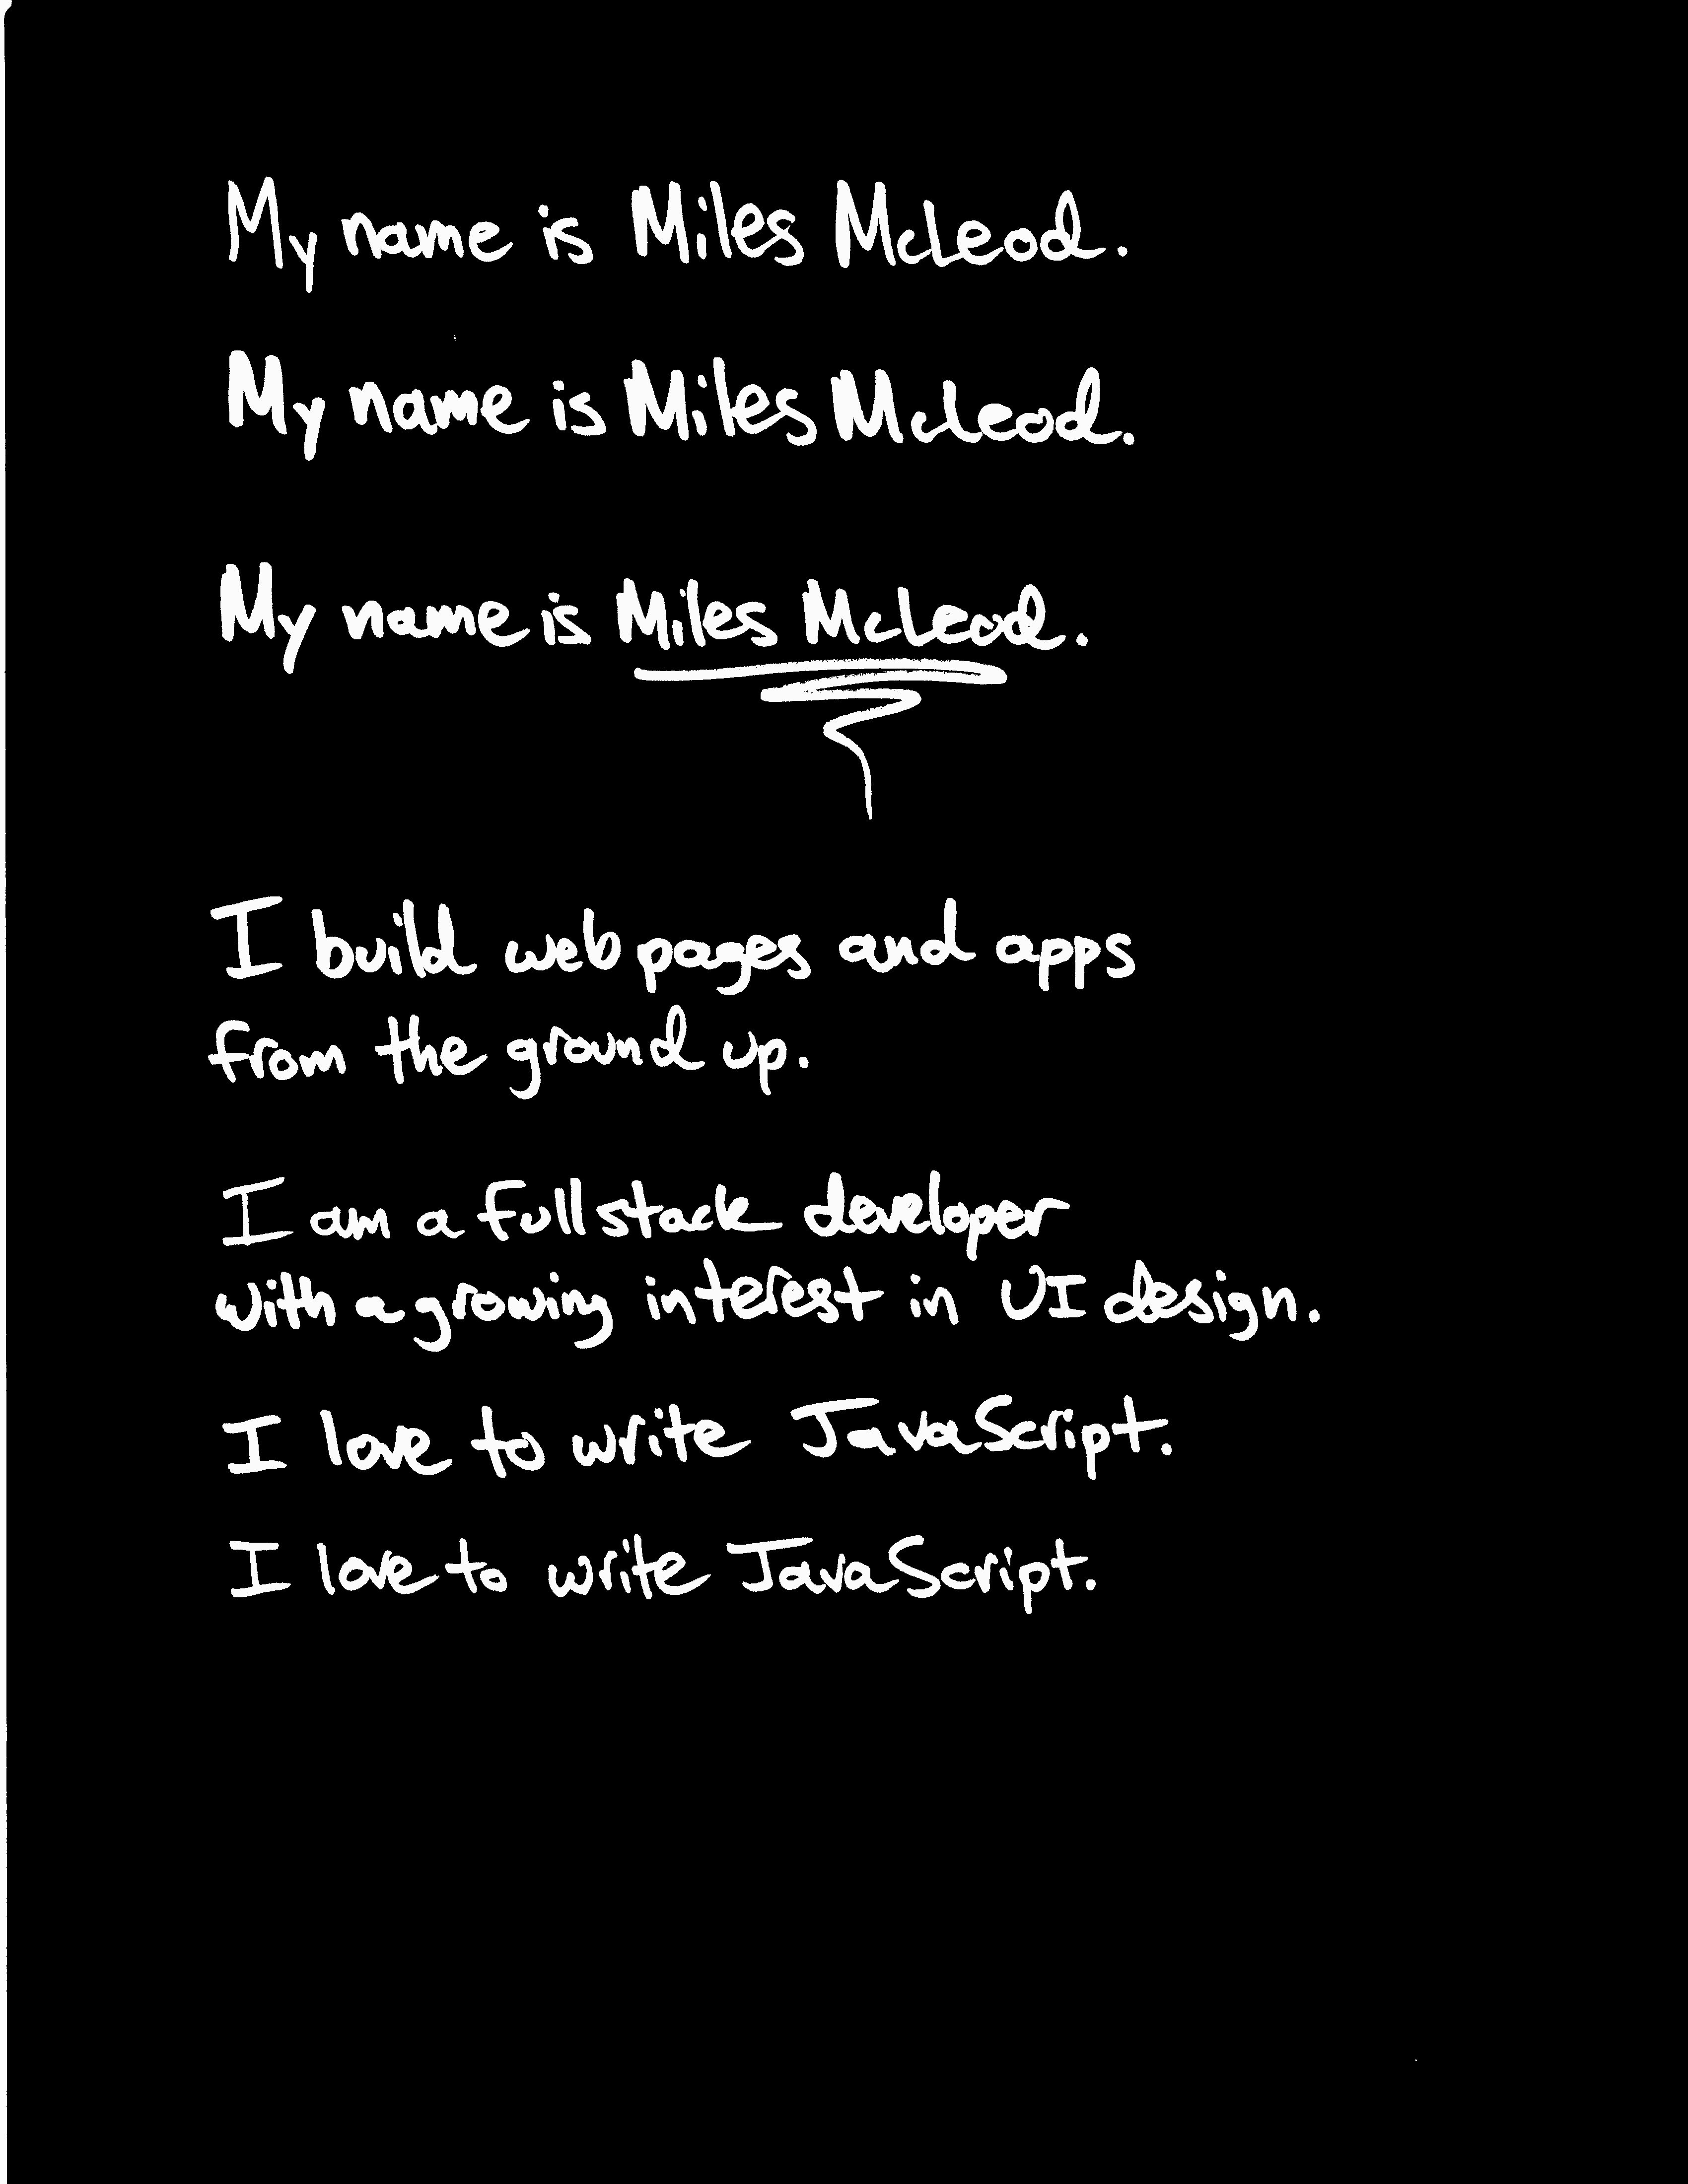 My name is Miles McLeod.
My name is Miles McLeod.
My name is Miles McLeod.
I build web pages and apps
from the ground up.
I am a full stack developer
with a growing interest in UI design.
I love to write JavaScript.
I love to write JavaScript.